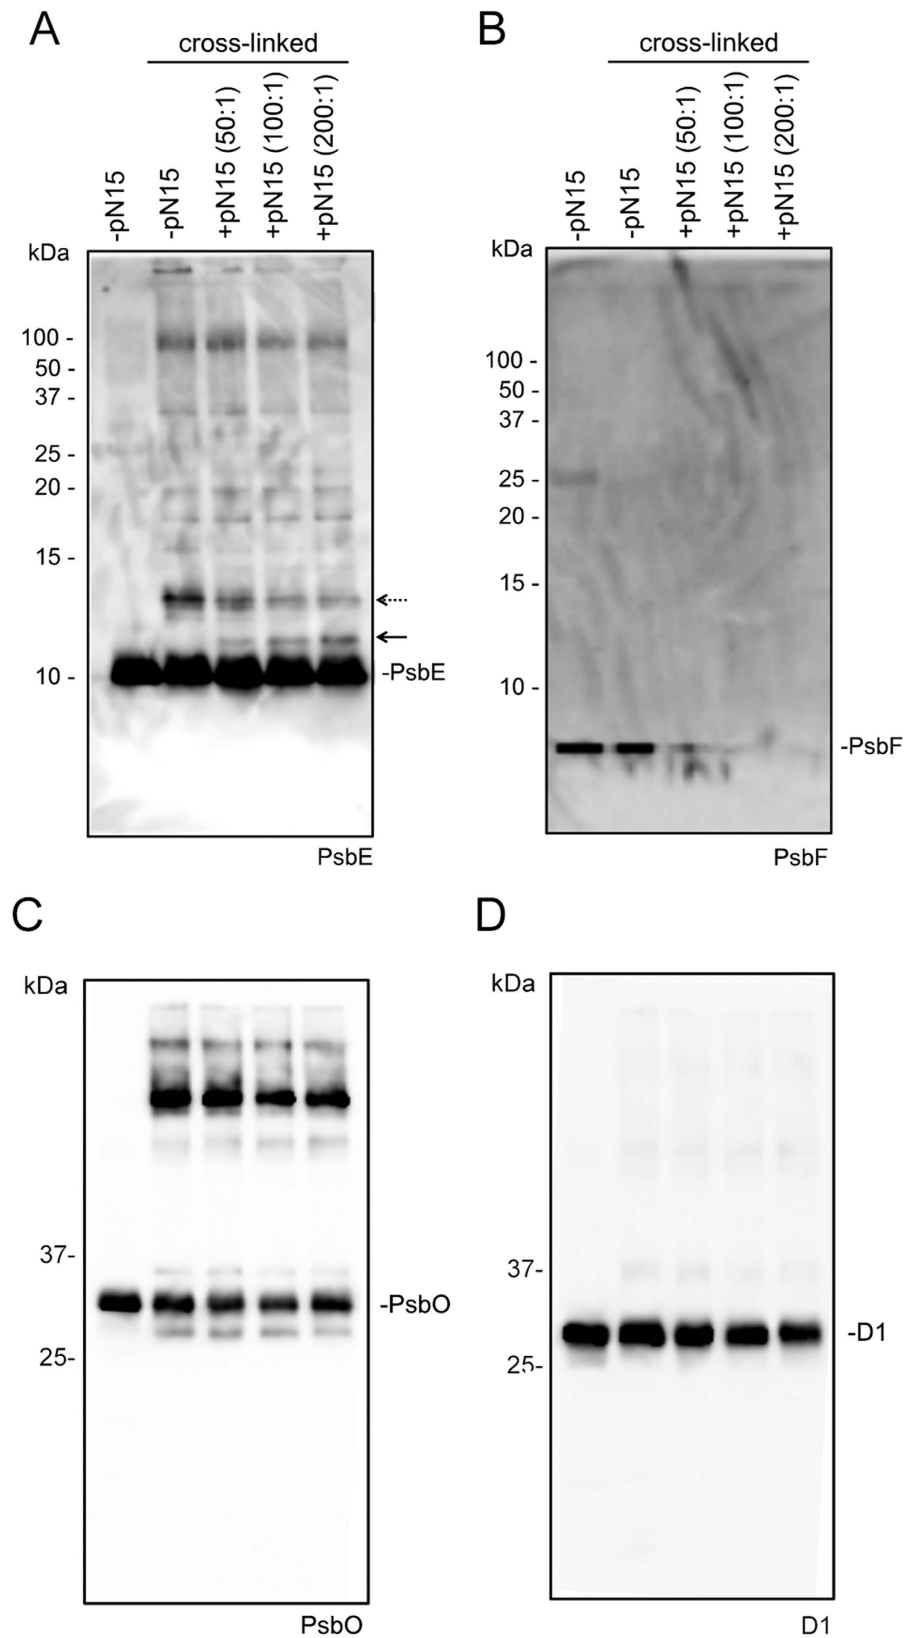 A
cross-linked
-pN15
-pN15
+pN15 (50:1)
+pN15 (100:1)
+pN15 (200:1)
kDa
100 -
50 -
37 -
25 -
20 -
15 -
10 -
-PsbE
PsbE
B
cross-linked
-pN15
-pN15
+pN15 (50:1)
+pN15 (100:1)
+pN15 (200:1)
kDa
100 -
50 -
37 -
25 -
20 -
15 -
10 -
-PsbF
PsbF
C
kDa
37-
25-
-PsbO
PsbO
D
kDa
37-
25-
-D1
D1